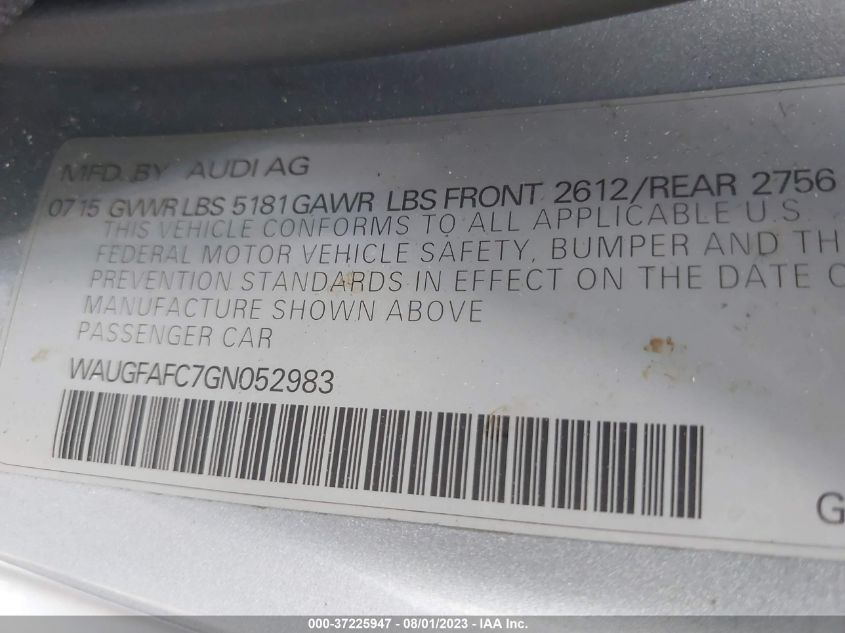 MFD. BY AUDI AG
0715 GVWR LBS 5181 GAWR LBS FRONT 2612/REAR 2756
THIS VEHICLE CONFORMS TO ALL APPLICABLE U.S
FEDERAL MOTOR VEHICLE SAFETY, BUMPER AND TH
PREVENTION STANDARDS IN EFFECT ON THE DATE O
MANUFACTURE SHOWN ABOVE
PASSENGER CAR
WAUGFAFC7GN052983
G
000-37225947 - 08/01/2023 - IAA Inc.